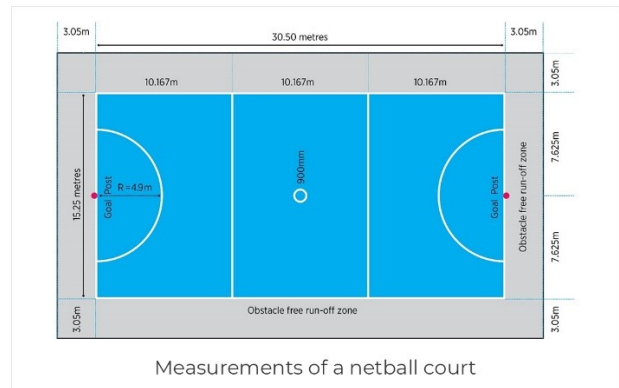 3.05m
30.50 metres
3.05m
3.05m
10.167m
10.167m
10.167m
7.625m
900mm
15.25 metres
Goal Post
R=4.9m
Goal Post
Obstacle free run-off zone
7.625m
Obstacle free run-off zone
3.05m
3.05m
Measurements of a netball court